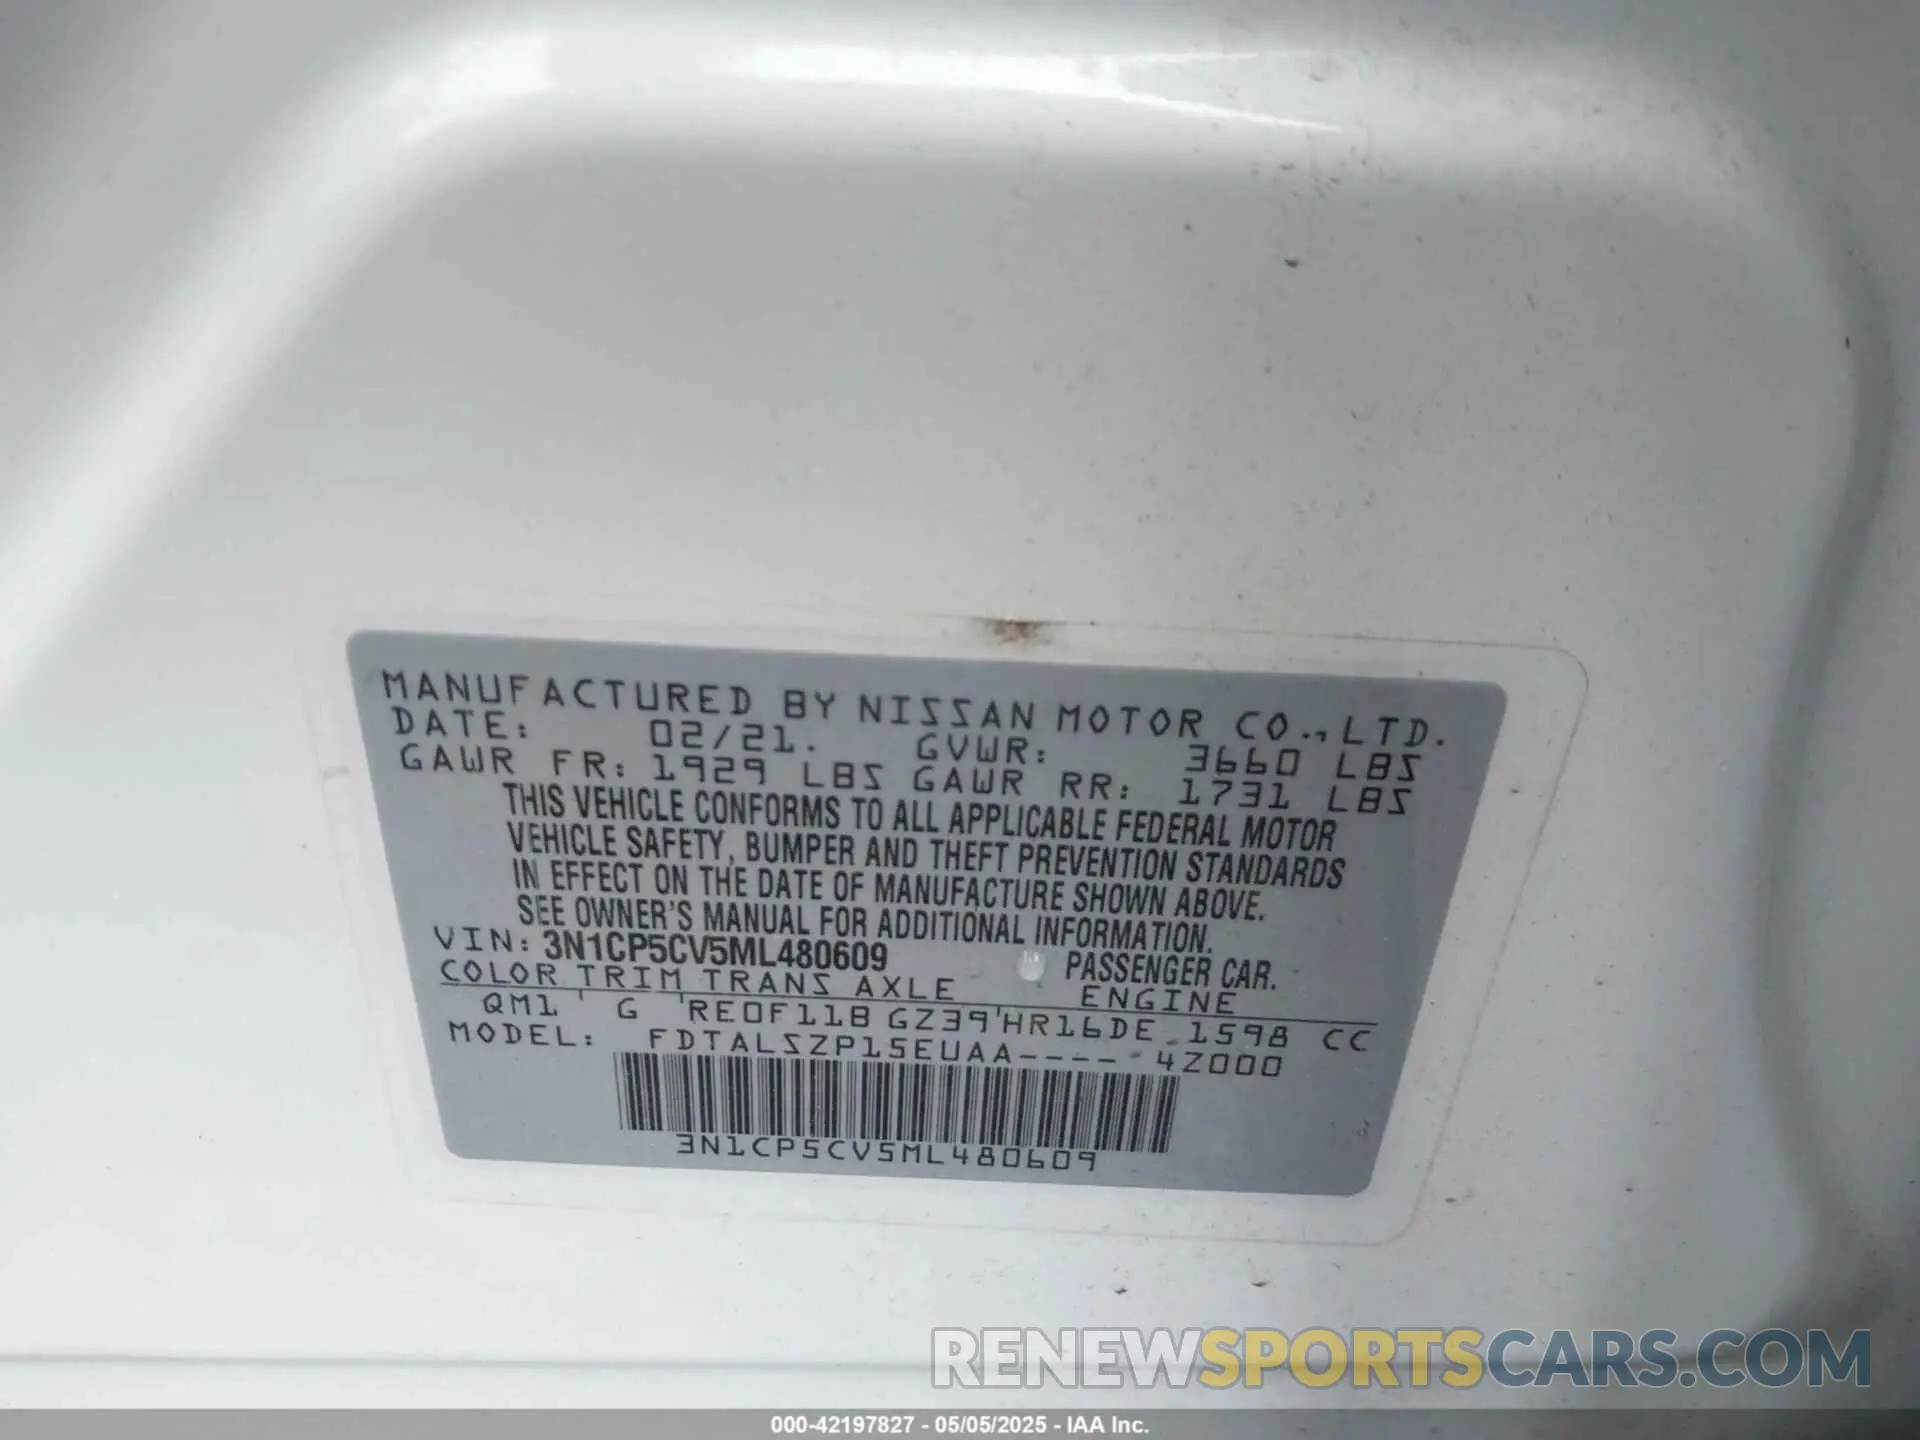 MANUFACTURED BY NISSAN MOTOR CO.,LTD.
DATE: 02/21. GVWR: 3660 LBS
GAWR FR: 1929 LBS GAWR RR: 1731 LBS
THIS VEHICLE CONFORMS TO ALL APPLICABLE FEDERAL MOTOR
VEHICLE SAFETY, BUMPER AND THEFT PREVENTION STANDARDS
IN EFFECT ON THE DATE OF MANUFACTURE SHOWN ABOVE.
SEE OWNER'S MANUAL FOR ADDITIONAL INFORMATION.
VIN: 3N1CP5CV5ML480609 PASSENGER CAR.
COLOR TRIM TRANS AXLE ENGINE
QM1 G RE0F11B GZ39 HR16DE 1598 CC
MODEL: FDTALSZP15EUAA---- 4Z000
3N1CP5CV5ML480609
RENEWSPORTSCARS.COM
000-42197827 - 05/05/2025 - IAA Inc.